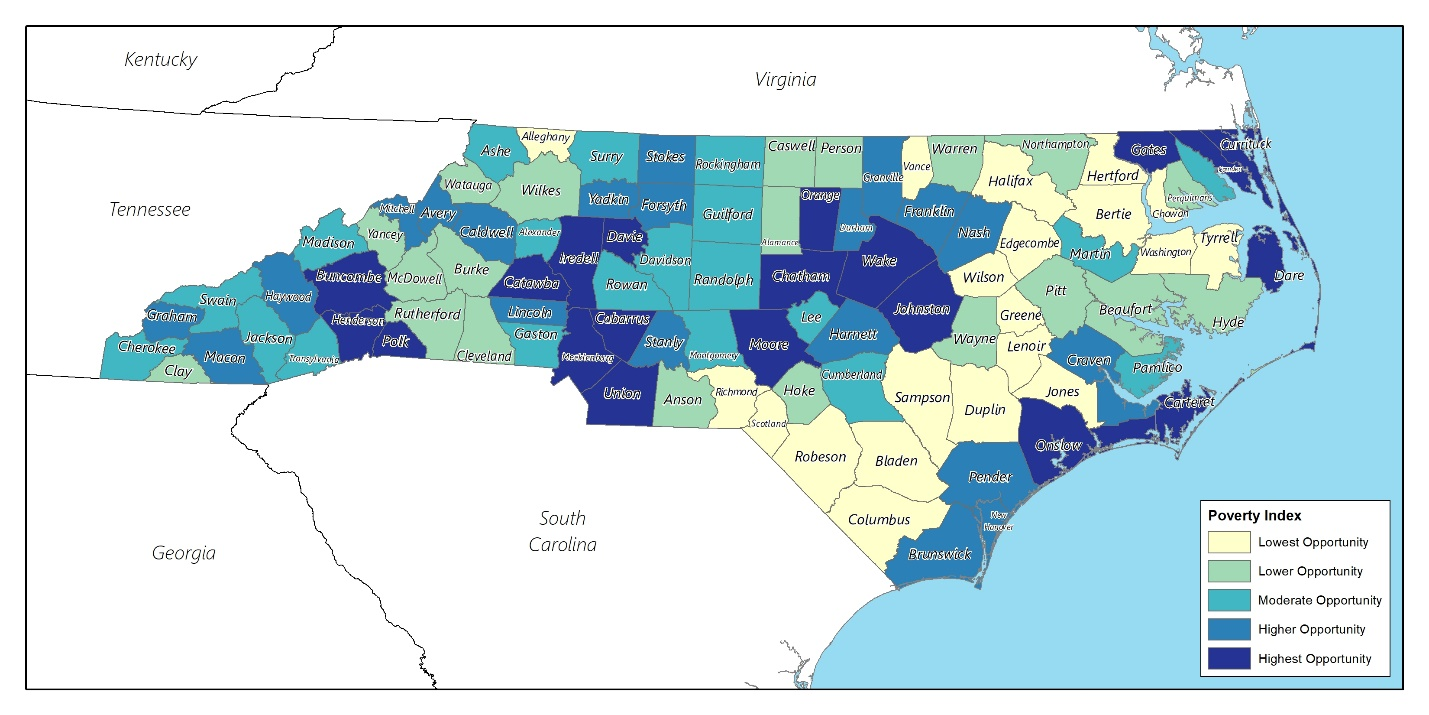 Kentucky
Virginia
Tennessee
Georgia
South
Carolina
Alleghany
Ashe
Surry
Stokes
Rockingham
Caswell
Person
Granville
Vance
Warren
Northampton
Gates
Currituck
Camden
Halifax
Hertford
Perquimans
Chowan
Bertie
Watauga
Wilkes
Yadkin
Forsyth
Guilford
Alamance
Orange
Durham
Franklin
Nash
Edgecombe
Martin
Washington
Tyrrell
Dare
Mitchell
Avery
Caldwell
Alexander
Yancey
Madison
Iredell
Davie
Davidson
Randolph
Chatham
Wake
Wilson
Pitt
Beaufort
Hyde
Buncombe
McDowell
Burke
Catawba
Rowan
Johnston
Greene
Swain
Haywood
Graham
Rutherford
Lincoln
Henderson
Polk
Cabarrus
Lee
Harnett
Wayne
Lenoir
Cherokee
Jackson
Macon
Transylvania
Clay
Cleveland
Gaston
Mecklenburg
Stanly
Montgomery
Moore
Cumberland
Craven
Pamlico
Jones
Union
Anson
Richmond
Hoke
Scotland
Sampson
Duplin
Onslow
Carteret
Robeson
Bladen
Pender
Columbus
New
Hanover
Brunswick
Poverty Index
Lowest Opportunity
Lower Opportunity
Moderate Opportunity
Higher Opportunity
Highest Opportunity